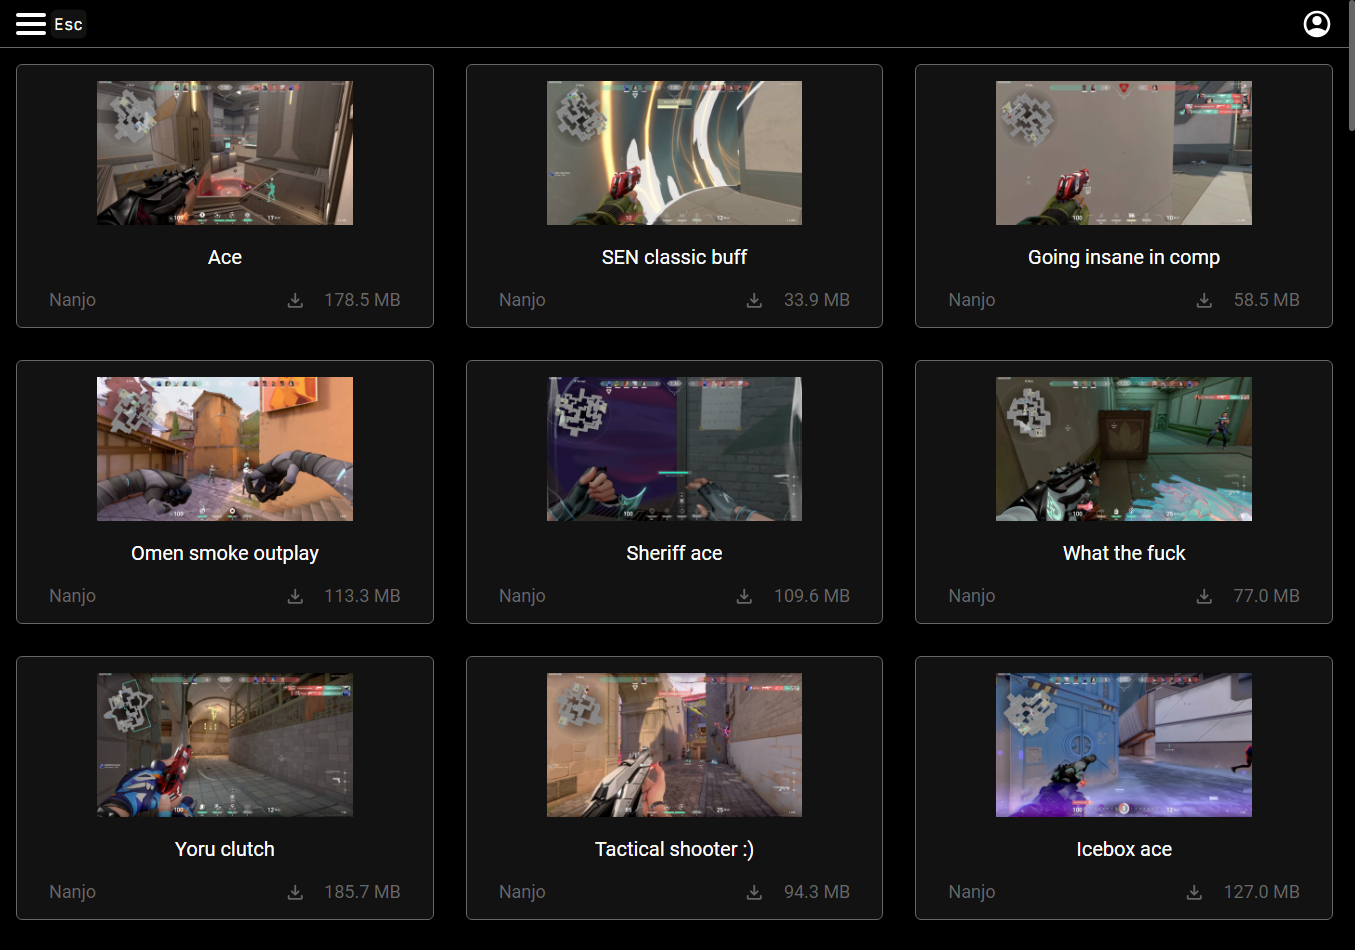 Esc
Ace
Nanjo 178.5 MB
SEN classic buff
Nanjo 33.9 MB
Going insane in comp
Nanjo 58.5 MB
Omen smoke outplay
Nanjo 113.3 MB
Sheriff ace
Nanjo 109.6 MB
What the fuck
Nanjo 77.0 MB
Yoru clutch
Nanjo 185.7 MB
Tactical shooter :)
Nanjo 94.3 MB
Icebox ace
Nanjo 127.0 MB